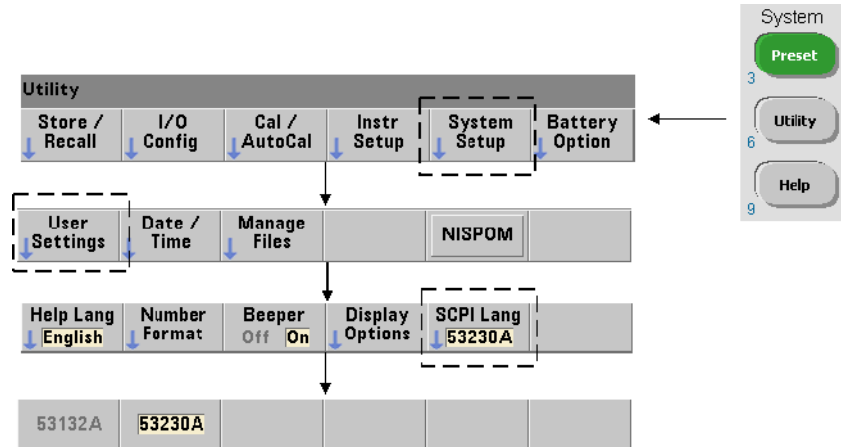 System
Preset
3
Utility
6
Help
9
Utility
Store / Recall
I/O Config
Cal / AutoCal
Instr Setup
System Setup
Battery Option
User Settings
Date / Time
Manage Files
NISPOM
Help Lang English
Number Format
Beeper Off On
Display Options
SCPI Lang 53230A
53132A
53230A